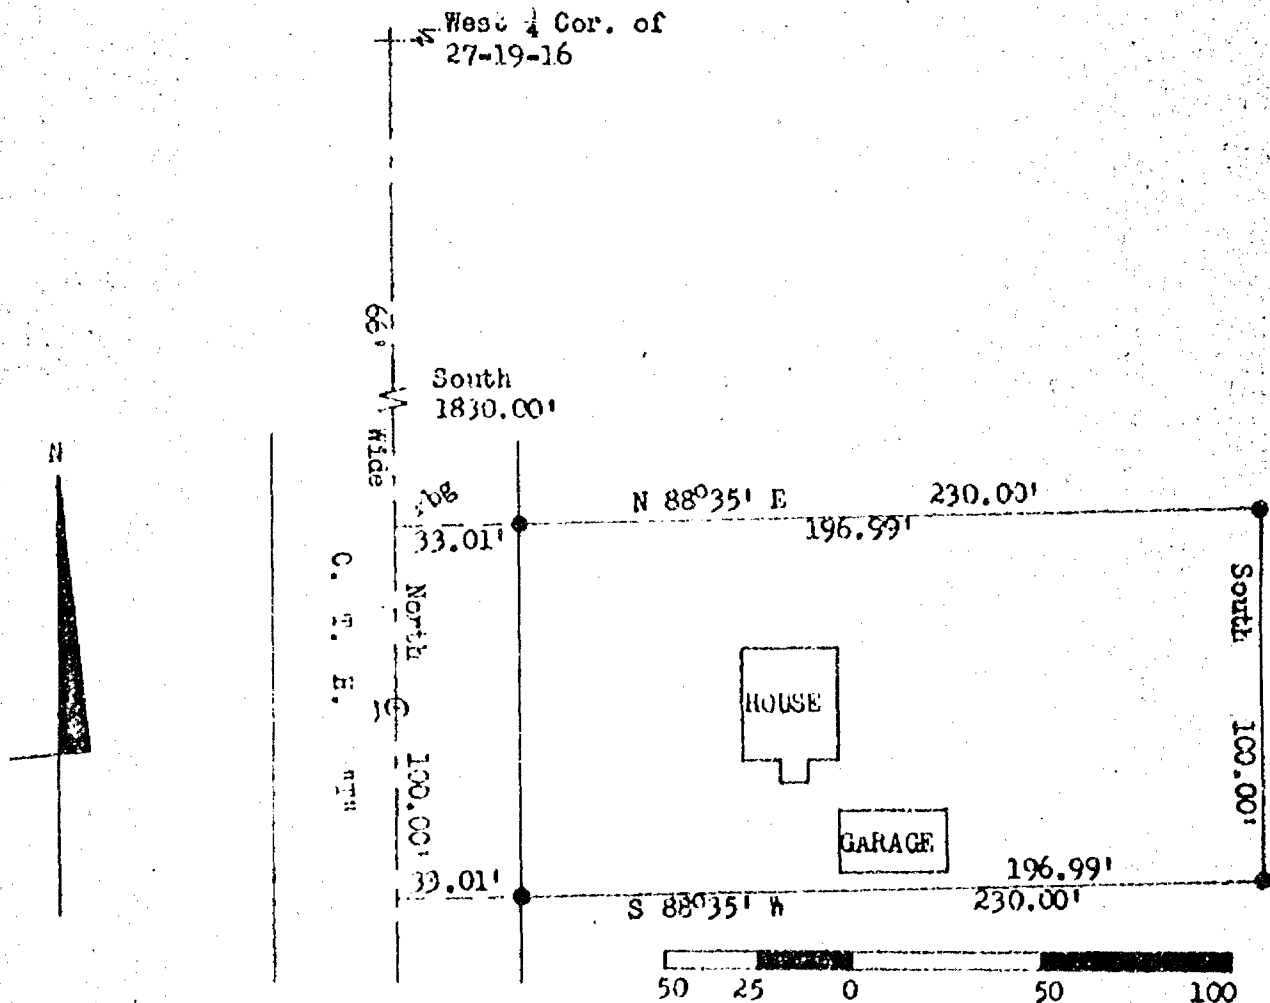 West ¼ Cor. of
27-19-16
66' Wide
South
1830.00'
N
bg
N 88°35' E 230.00'
33.01'
196.99'
C. T. H.
North 100.00'
South 100.00'
HOUSE
GARAGE
33.01'
196.99'
S 88°35' W
230.00'
50 25 0 50 100